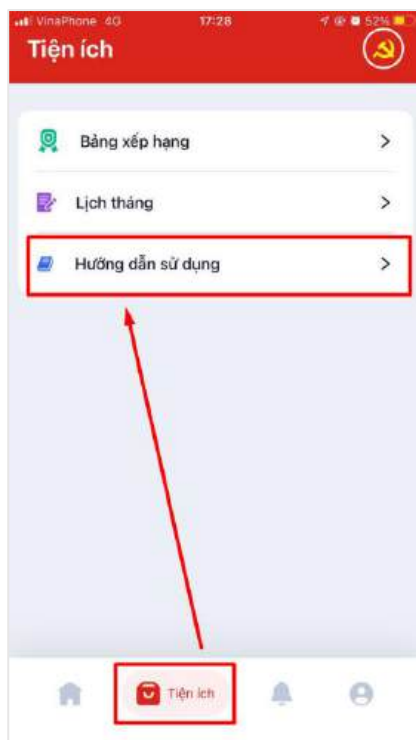 VinaPhone 4G 17:28 52%
Tiện ích
Bảng xếp hạng
Lịch tháng
Hướng dẫn sử dụng
Tiện ích